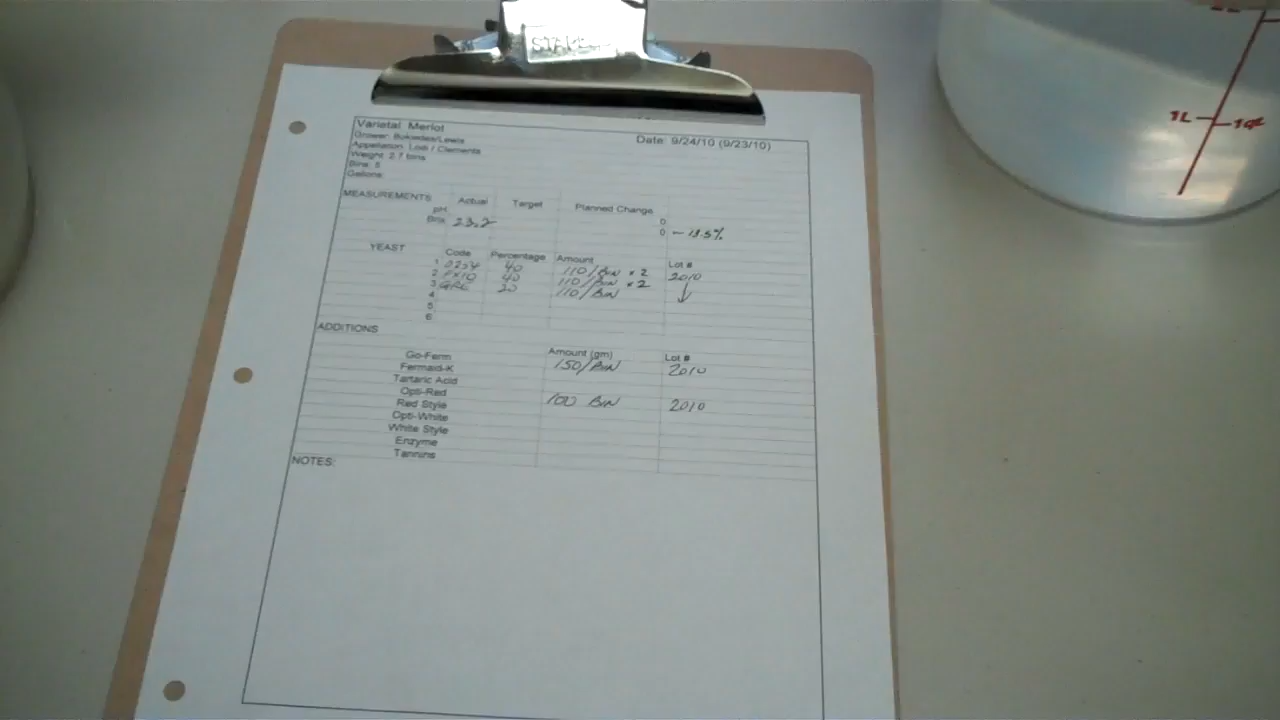 Varietal Merlot
Date: 9/24/10 (9/23/10)
Appellation: Lodi / Clements
Weight: 2.7 bins
Bins: 5
Gallons:
MEASUREMENTS Actual Target Planned Change
pH 0
Brix 23.2 0 - 13.5%
YEAST Code Percentage Amount Lot #
1 D254 40 110/BIN × 2 2010
2 FX10 40 110/BIN × 2
3 GRE 20 110/BIN
4
5
6
ADDITIONS
Amount (gm) Lot #
Go-Ferm
Fermaid-K 150/BIN 2010
Tartaric Acid
Opti-Red
Red Style 100 BIN 2010
Opti-White
White Style
Enzyme
Tannins
NOTES:
1L 1qt